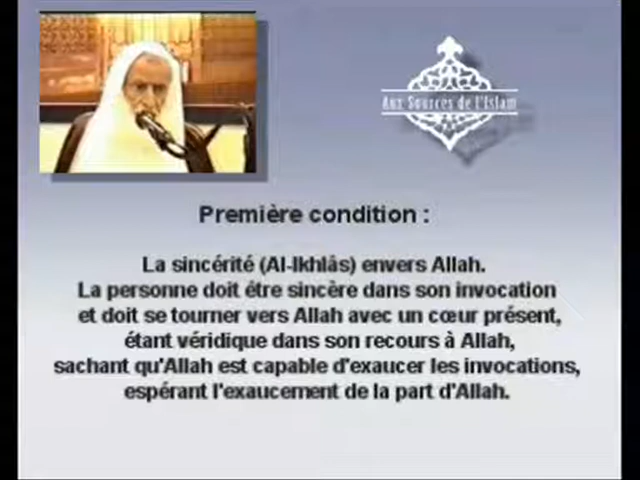 Aux Sources de l'Islam
Première condition :
La sincérité (Al-Ikhlâs) envers Allah.
La personne doit étre sincère dans son invocation
et doit se tourner vers Allah avec un cœur présent,
étant véridique dans son recours à Allah,
sachant qu'Allah est capable d'exaucer les invocations,
espérant l'exaucement de la part d'Allah.